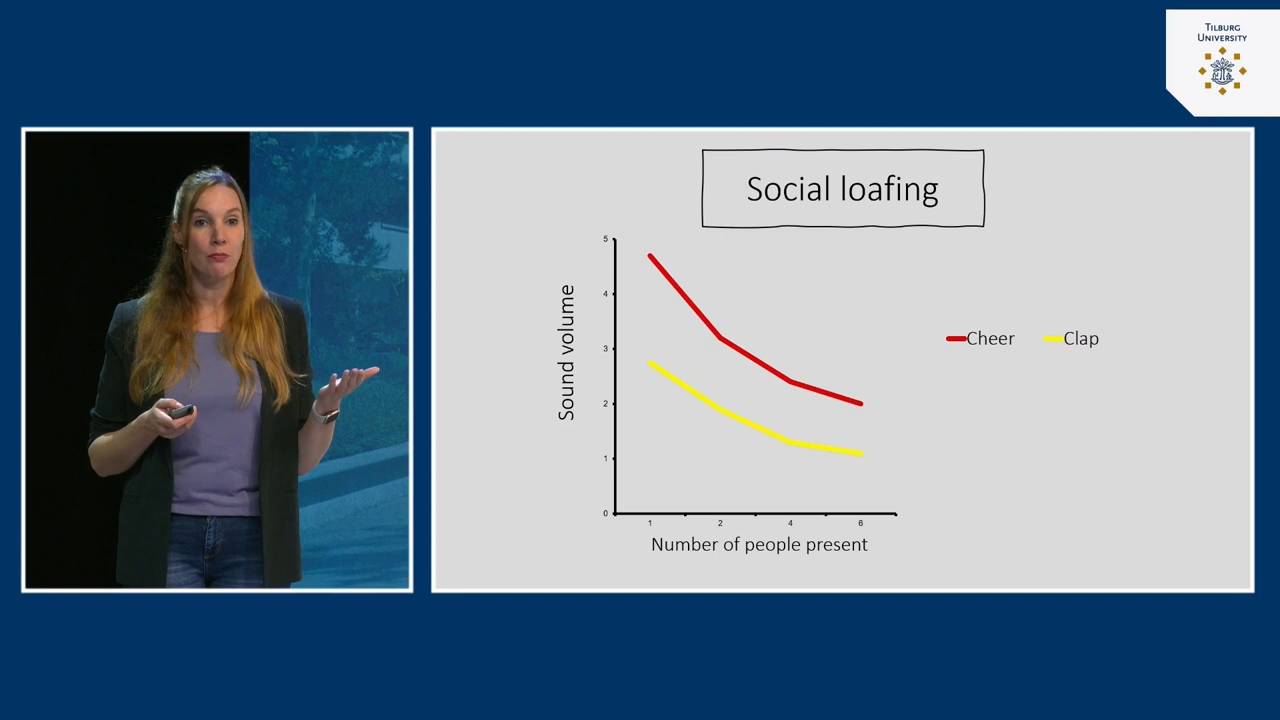 TILBURG
UNIVERSITY
Social loafing
5
4
3
2
1
0
Sound volume
1 2 4 6
Number of people present
Cheer Clap